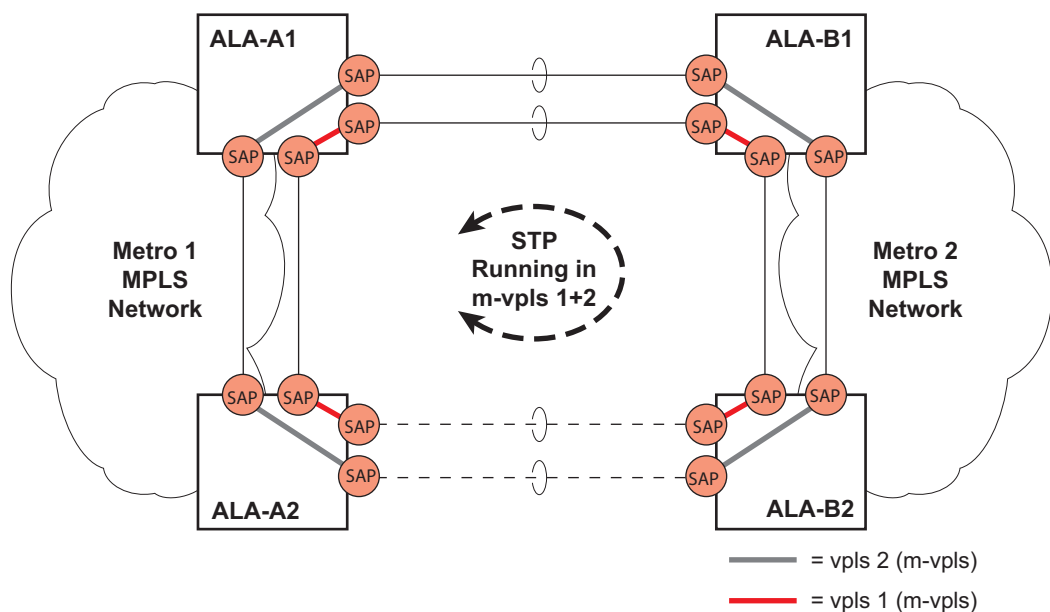 ALA-A1
ALA-B1
SAP
SAP
SAP
SAP
SAP
SAP
SAP
SAP
Metro 1
MPLS
Network
STP
Running in
m-vpls 1+2
Metro 2
MPLS
Network
SAP
SAP
SAP
SAP
SAP
SAP
SAP
SAP
ALA-A2
ALA-B2
= vpls 2 (m-vpls)
= vpls 1 (m-vpls)